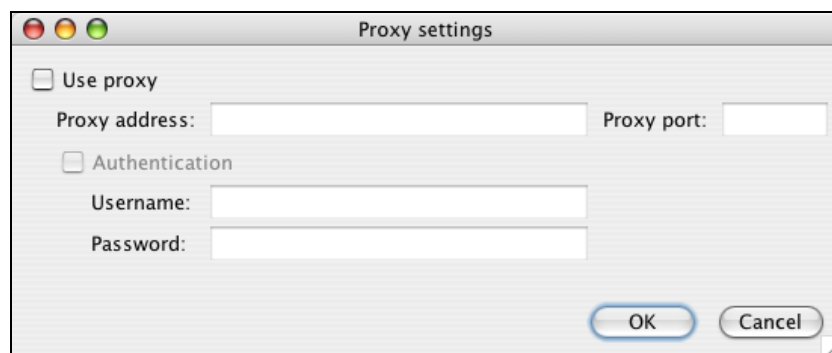 Proxy settings
Use proxy
Proxy address: Proxy port:
Authentication
Username:
Password:
OK Cancel